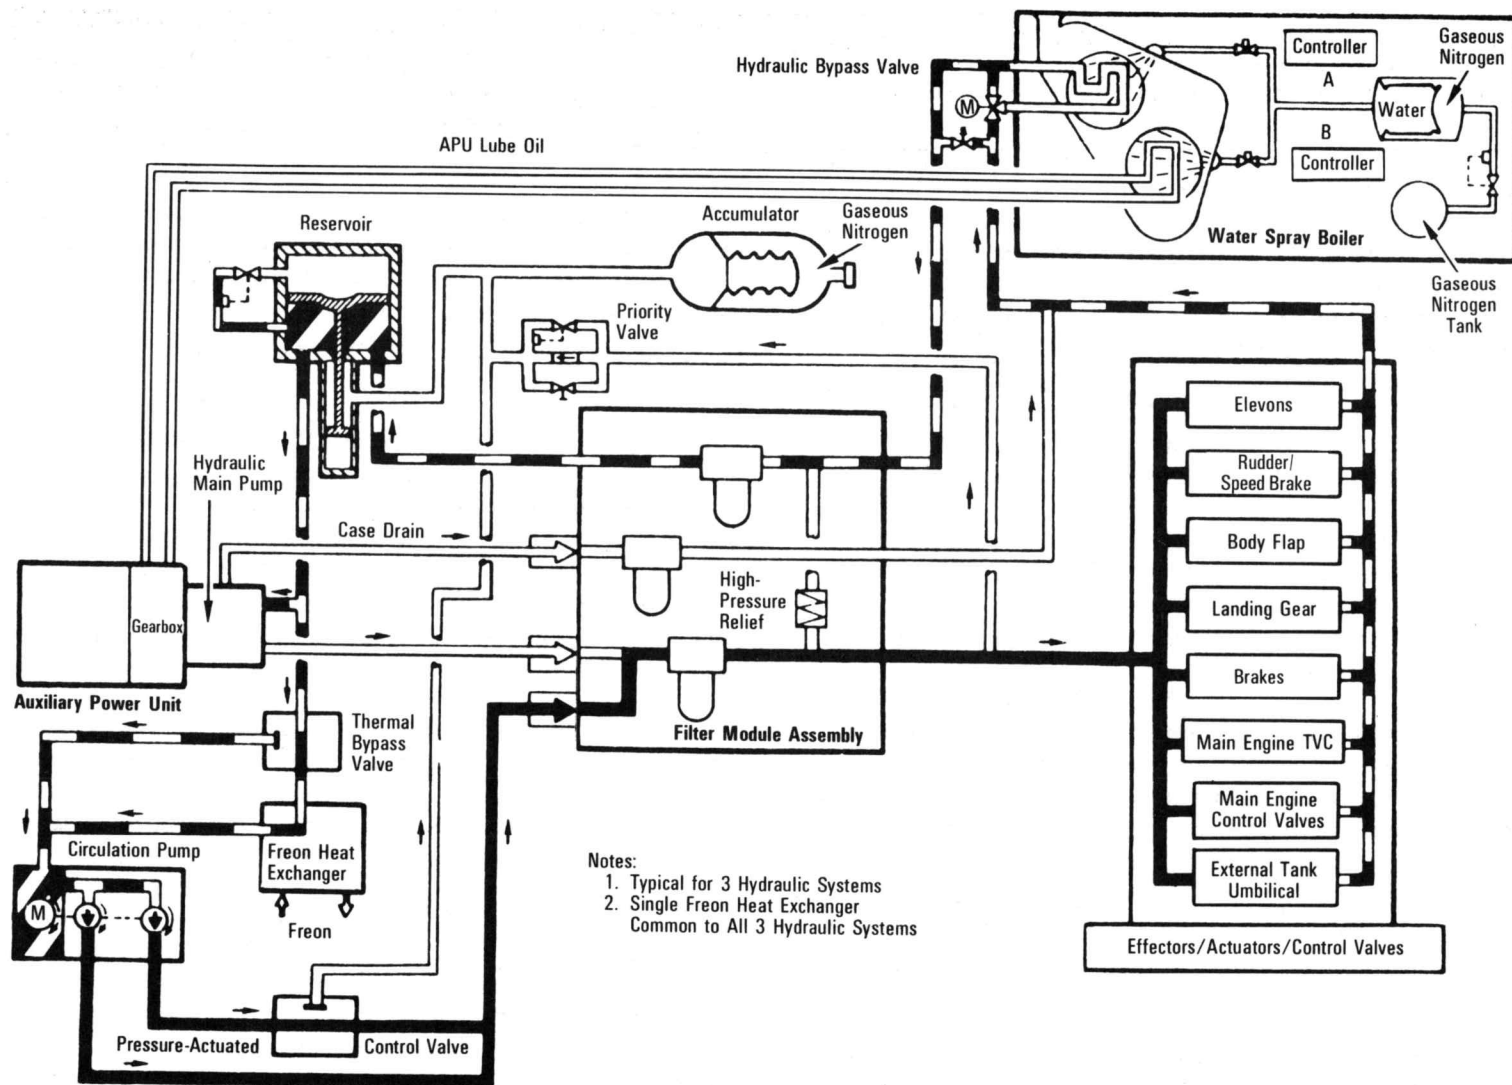 Hydraulic Bypass Valve
Controller
A
Gaseous
Nitrogen
Water
B
Controller
Water Spray Boiler
Gaseous
Nitrogen
Tank
APU Lube Oil
Reservoir
Accumulator
Gaseous
Nitrogen
Priority
Valve
M
Hydraulic
Main Pump
Case Drain
High-
Pressure
Relief
Gearbox
Auxiliary Power Unit
Filter Module Assembly
Thermal
Bypass
Valve
Circulation Pump
Freon Heat
Exchanger
Freon
M
Pressure-Actuated
Control Valve
Elevons
Rudder/
Speed Brake
Body Flap
Landing Gear
Brakes
Main Engine TVC
Main Engine
Control Valves
External Tank
Umbilical
Effectors/Actuators/Control Valves
Notes:
1. Typical for 3 Hydraulic Systems
2. Single Freon Heat Exchanger
Common to All 3 Hydraulic Systems